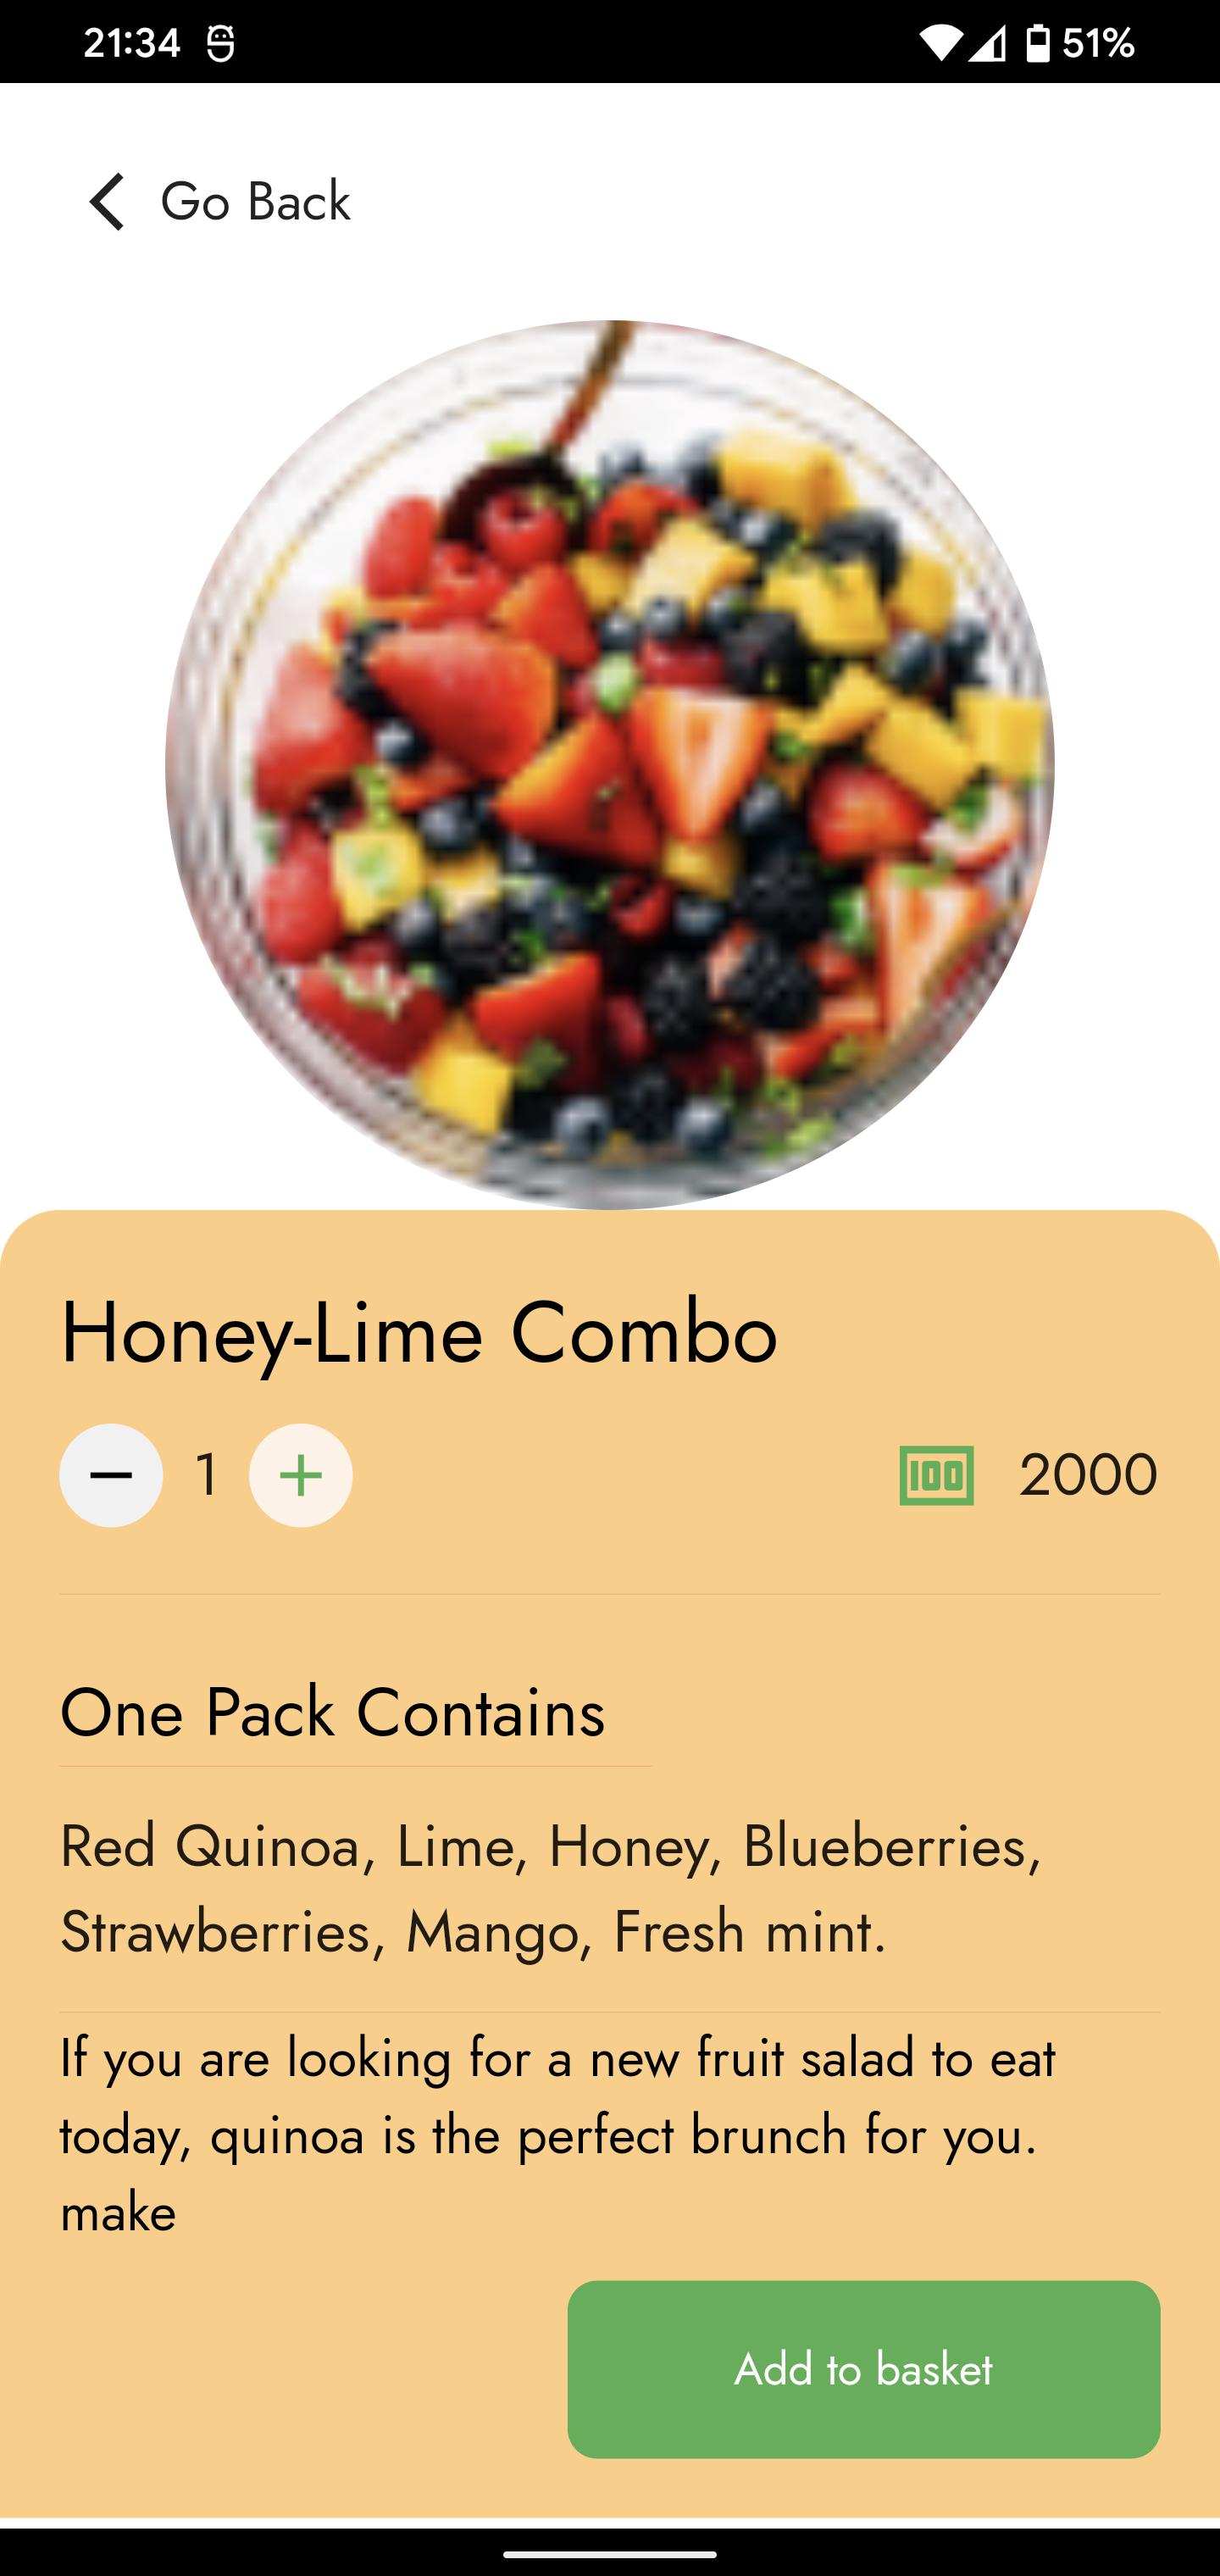 21:34 51%
Go Back
Honey-Lime Combo
1 100 2000
One Pack Contains
Red Quinoa, Lime, Honey, Blueberries,
Strawberries, Mango, Fresh mint.
If you are looking for a new fruit salad to eat
today, quinoa is the perfect brunch for you.
make
Add to basket